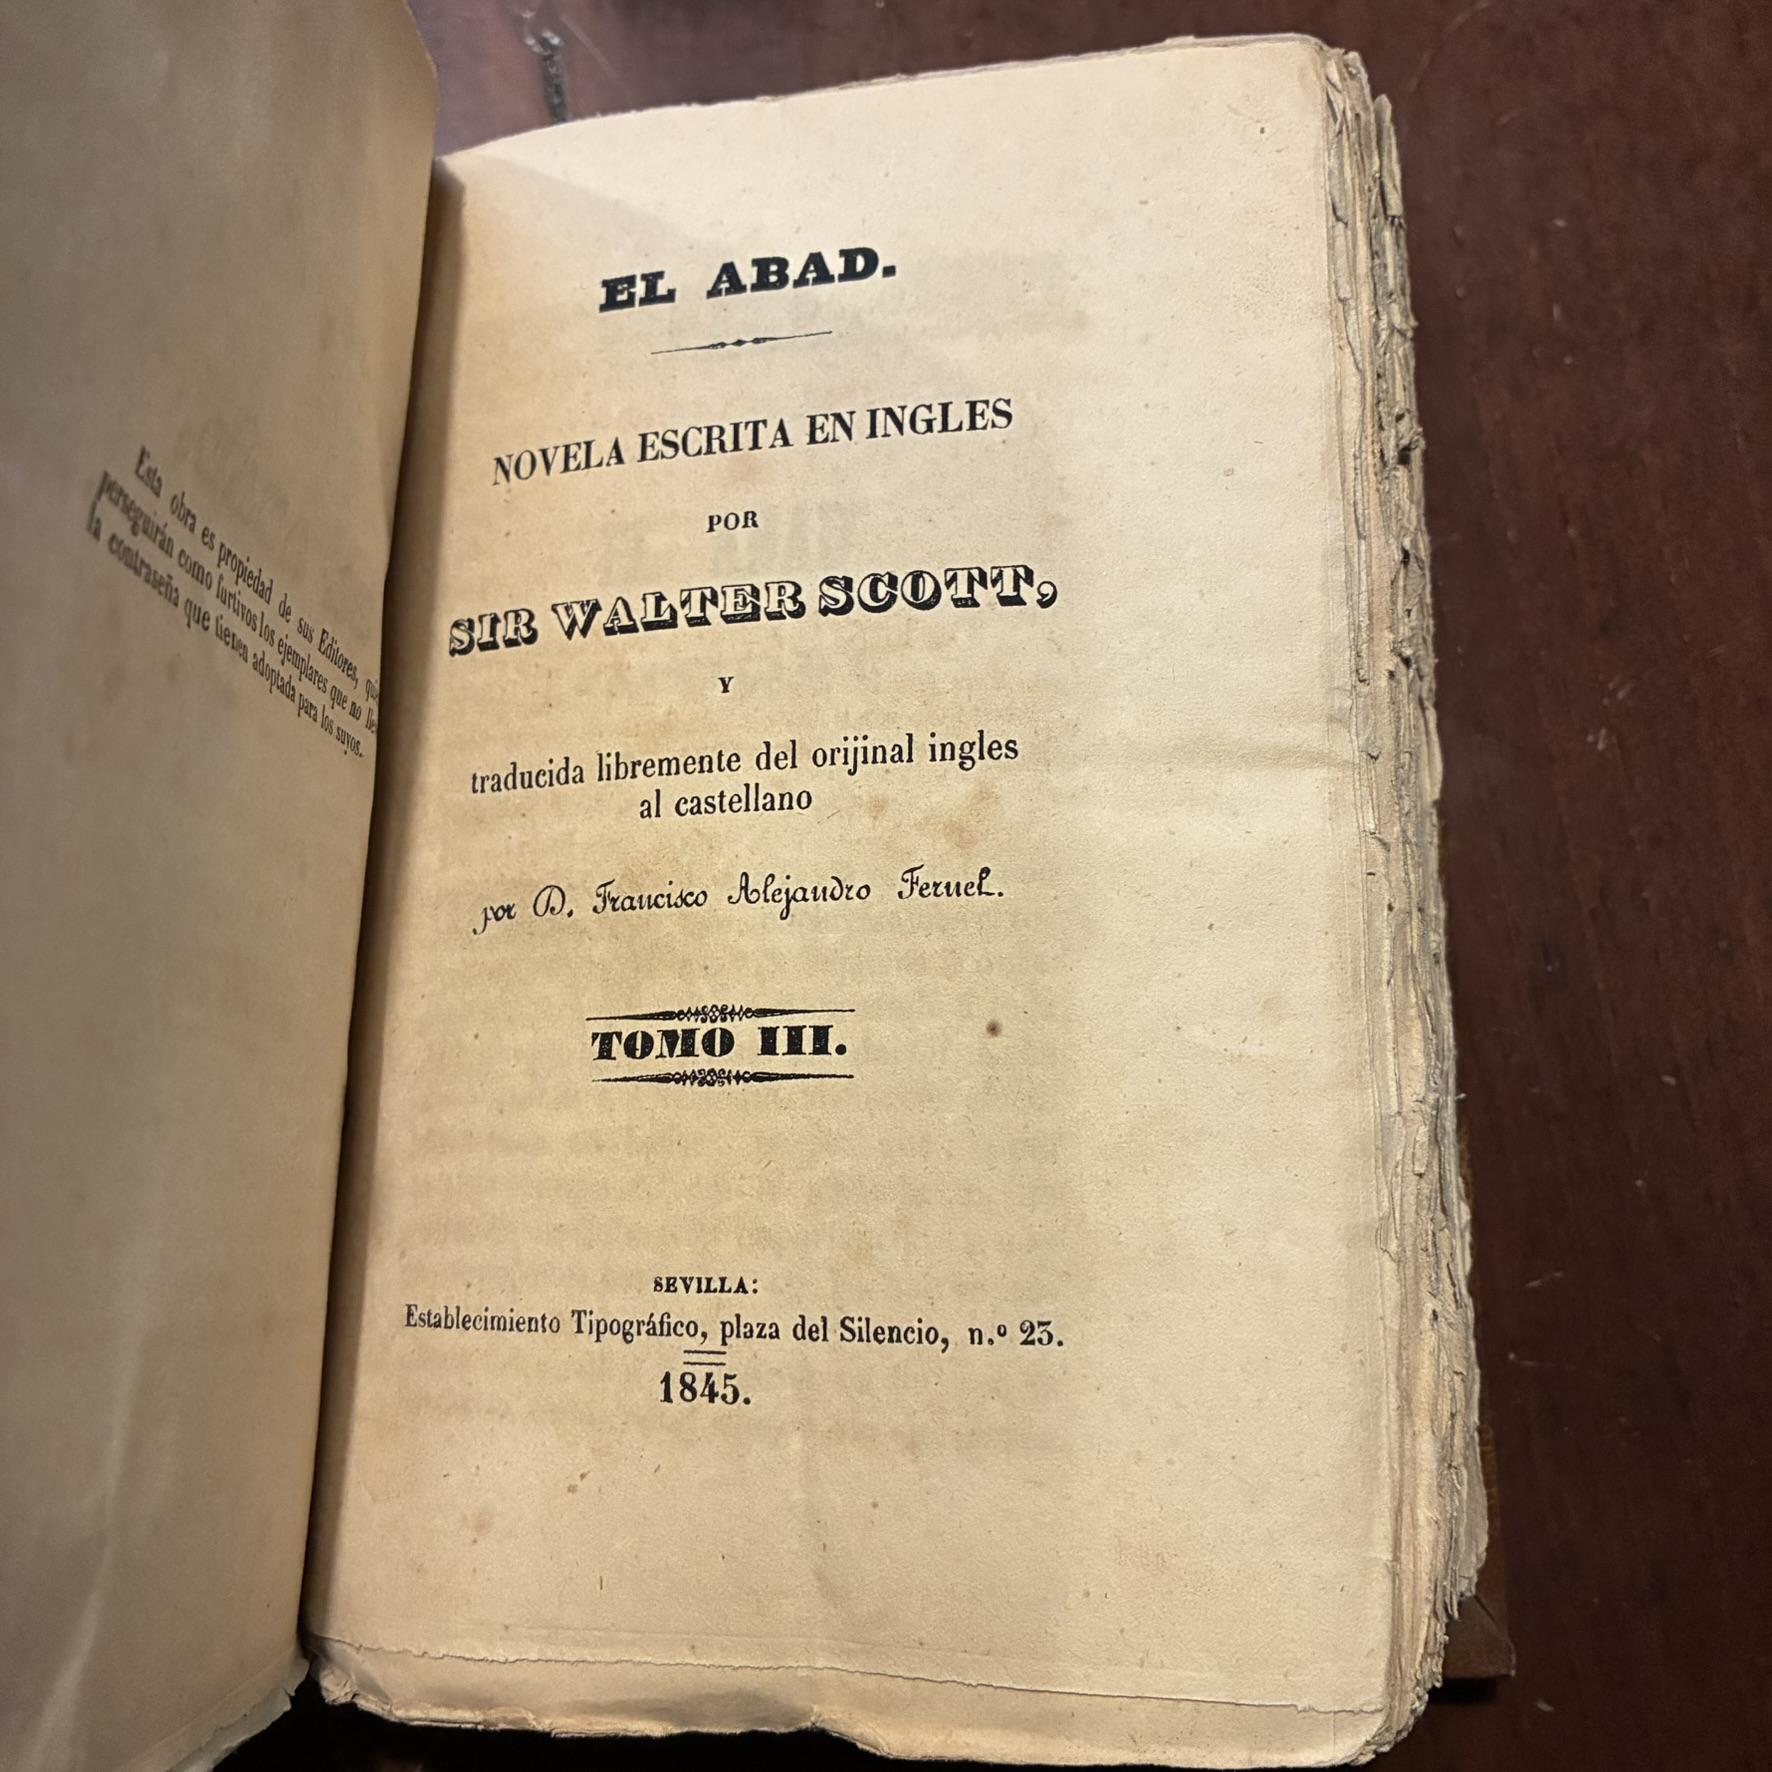 Esta obra es propiedad de sus Editores,
perseguirán como furtivos los ejemplares que no
la contraseña que tienen adoptada para los suyos.
EL ABAD.
NOVELA ESCRITA EN INGLES
POR
SIR WALTER SCOTT,
Y
traducida libremente del orijinal ingles
al castellano
por D. Francisco Alejandro Fernel.
TOMO III.
SEVILLA:
Establecimiento Tipográfico, plaza del Silencio, n.º 23.
1845.